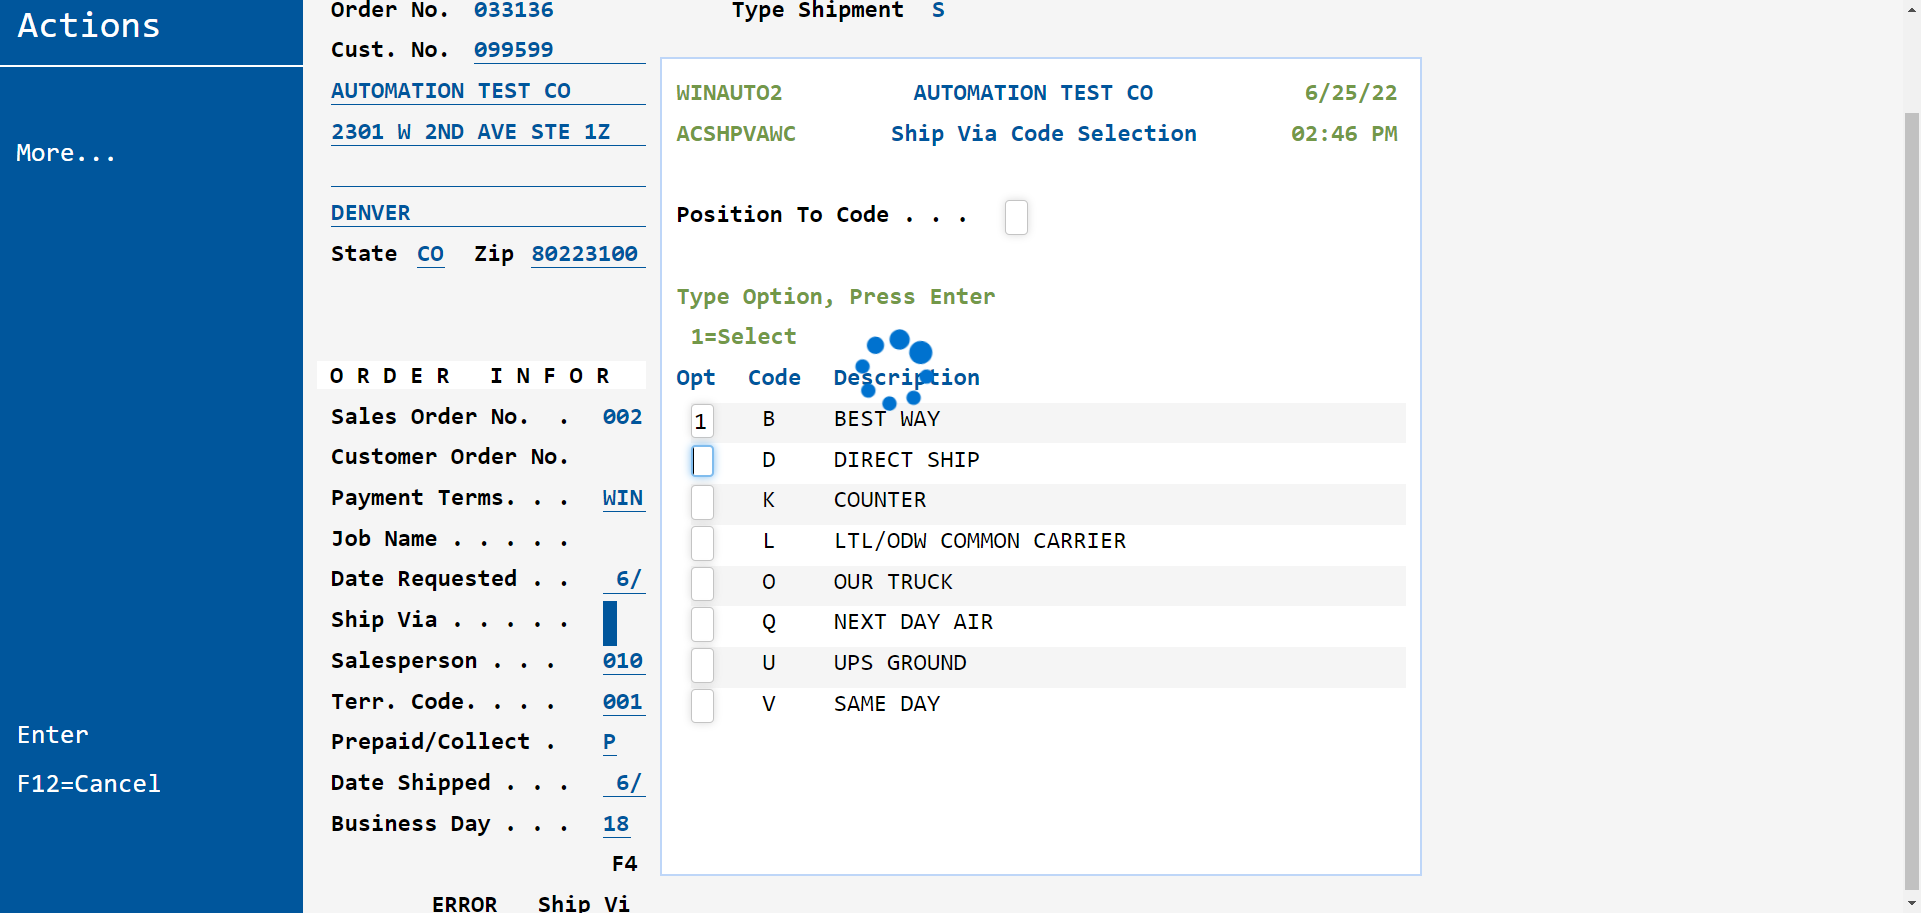 Actions
More...
Enter
F12=Cancel
Order No. 033136 Type Shipment S
Cust. No. 099599
AUTOMATION TEST CO
2301 W 2ND AVE STE 1Z
DENVER
State CO Zip 80223100
O R D E R   I N F O R
Sales Order No. . 002
Customer Order No.
Payment Terms. . . WIN
Job Name . . . . .
Date Requested . . 6/
Ship Via . . . . .
Salesperson . . . 010
Terr. Code. . . . 001
Prepaid/Collect . P
Date Shipped . . . 6/
Business Day . . . 18
F4
ERROR Ship Vi
WINAUTO2 AUTOMATION TEST CO 6/25/22
ACSHPVAWC Ship Via Code Selection 02:46 PM
Position To Code . . .
Type Option, Press Enter
1=Select
Opt Code Description
1 B BEST WAY
D DIRECT SHIP
K COUNTER
L LTL/ODW COMMON CARRIER
O OUR TRUCK
Q NEXT DAY AIR
U UPS GROUND
V SAME DAY